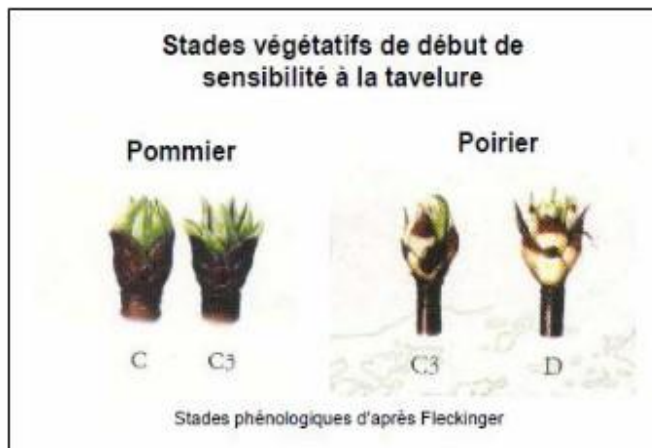 Stades végétatifs de début de
sensibilité à la tavelure
Pommier
Poirier
C
C3
C3
D
Stades phénologiques d'après Fleckinger